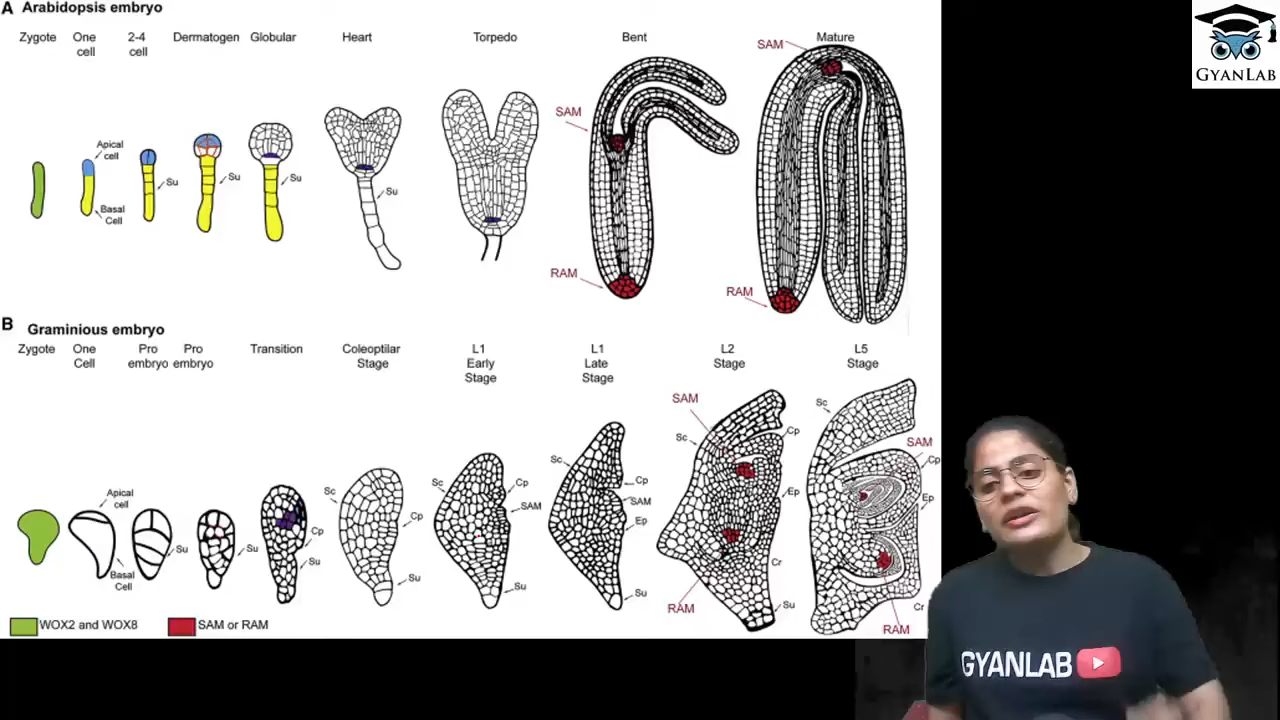 A Arabidopsis embryo
Zygote
One
cell
2-4
cell
Dermatogen
Globular
Heart
Torpedo
Bent
Mature
Apical
cell
Basal
Cell
Su
Su
Su
Su
SAM
RAM
SAM
RAM
B Graminious embryo
Zygote
One
Cell
Pro
embryo
Pro
embryo
Transition
Coleoptilar
Stage
L1
Early
Stage
L1
Late
Stage
L2
Stage
L5
Stage
Apical
cell
Basal
Cell
Su
Su
Cp
Su
Sc
Cp
Su
Sc
Cp
SAM
Su
Sc
Cp
SAM
Ep
Su
SAM
Sc
Cp
Ep
Cr
RAM
Su
Sc
SAM
Cp
Ep
Cr
RAM
WOX2 and WOX8
SAM or RAM
GYANLAB
GYANLAB